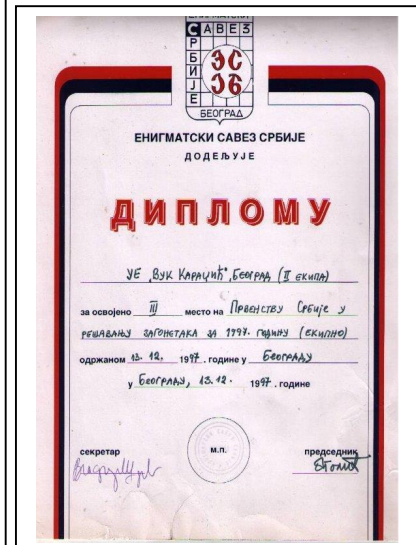 ЕНИГМАТСКИ
САВЕЗ
СРБИЈЕ
БЕОГРАД
ЕНИГМАТСКИ САВЕЗ СРБИЈЕ
ДОДЕЉУЈЕ
ДИПЛОМУ
УЕ „Вук Караџић", Београд (II екипа)
за освојено III место на Првенству Србије у
решавању загонетака за 1997. годину (екипно)
одржаном 13. 12. 1997. године у Београду
у Београду, 13. 12. 1997. године
секретар м.п. председник